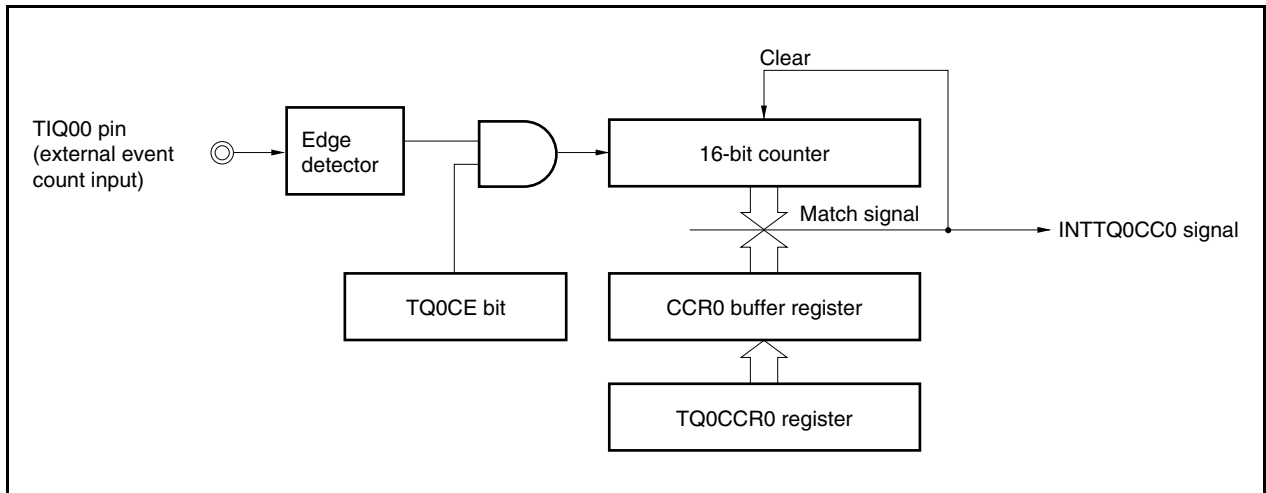 Clear
TIQ00 pin
(external event
count input)
Edge
detector
16-bit counter
Match signal
INTTQ0CC0 signal
TQ0CE bit
CCR0 buffer register
TQ0CCR0 register